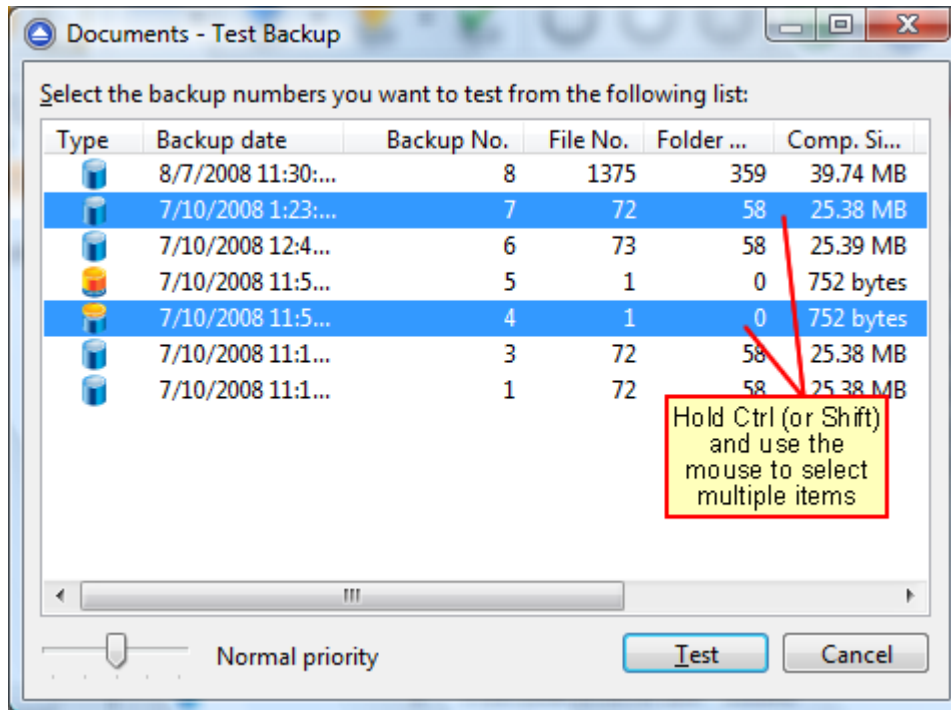 Documents - Test Backup
Select the backup numbers you want to test from the following list:
Type Backup date Backup No. File No. Folder ... Comp. Si...
8/7/2008 11:30:... 8 1375 359 39.74 MB
7/10/2008 1:23:... 7 72 58 25.38 MB
7/10/2008 12:4... 6 73 58 25.39 MB
7/10/2008 11:5... 5 1 0 752 bytes
7/10/2008 11:5... 4 1 0 752 bytes
7/10/2008 11:1... 3 72 58 25.38 MB
7/10/2008 11:1... 1 72 58 25.38 MB
Hold Ctrl (or Shift)
and use the
mouse to select
multiple items
Normal priority Test Cancel